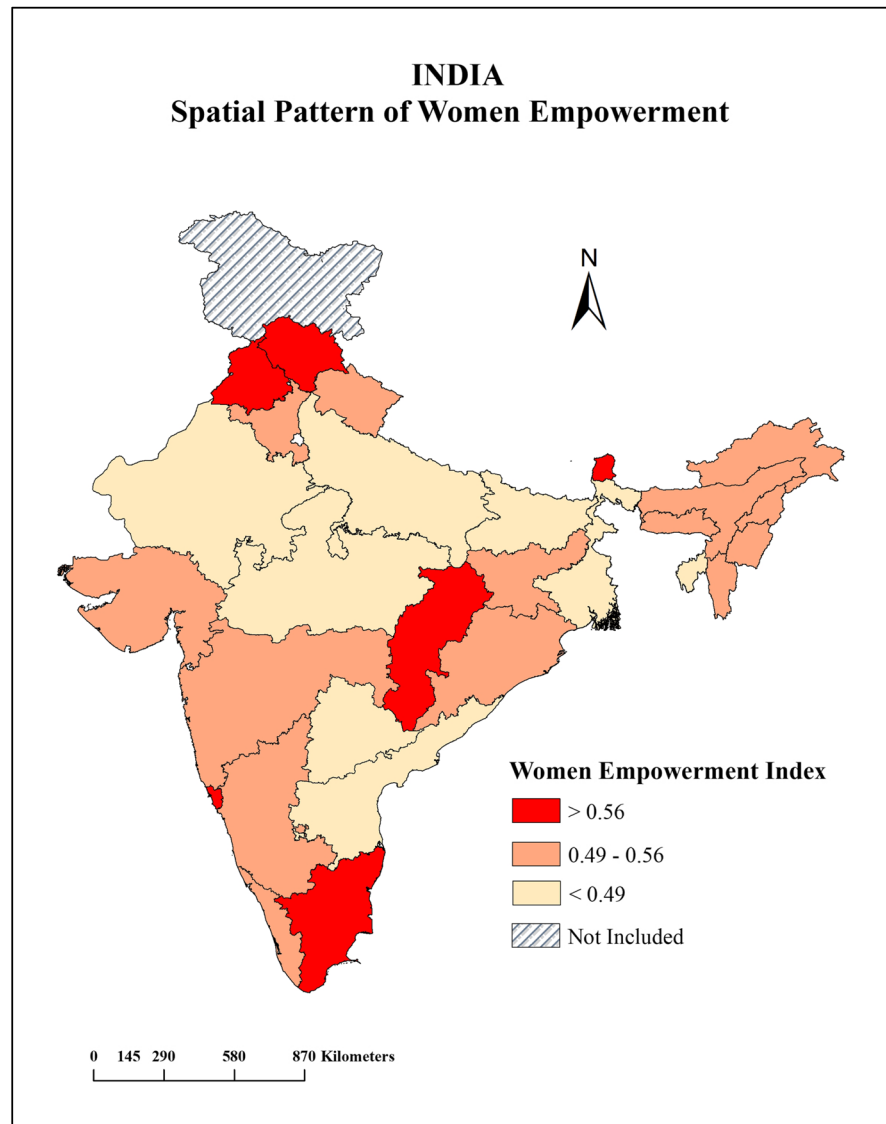 INDIA
Spatial Pattern of Women Empowerment
N
Women Empowerment Index
> 0.56
0.49 - 0.56
< 0.49
Not Included
0 145 290 580 870 Kilometers